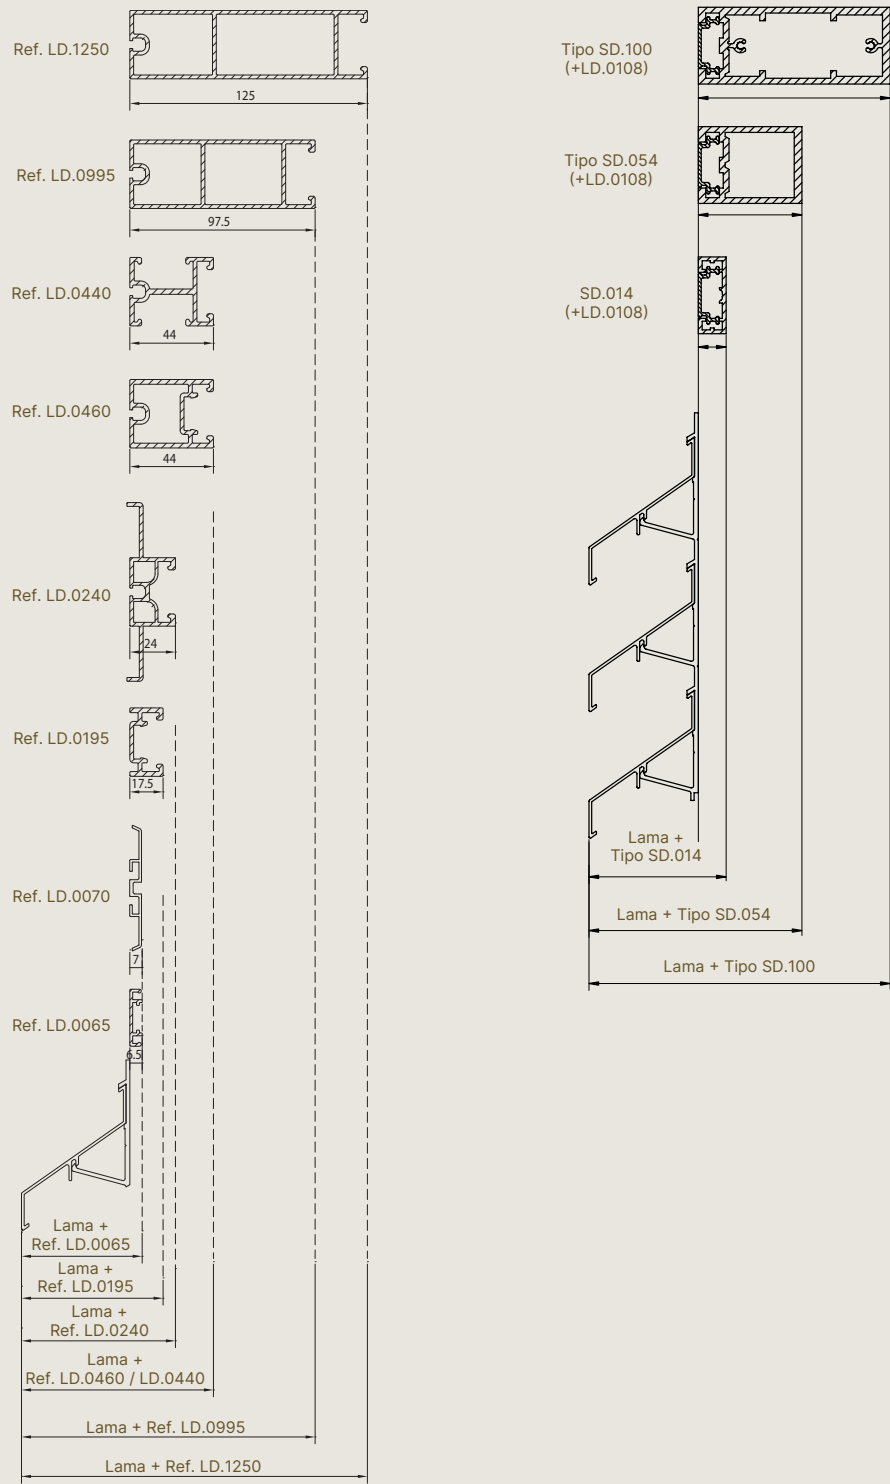 Ref. LD.1250
125
Ref. LD.0995
97.5
Ref. LD.0440
44
Ref. LD.0460
44
Ref. LD.0240
24
Ref. LD.0195
17.5
Ref. LD.0070
7
Ref. LD.0065
6.5
Lama +
Ref. LD.0065
Lama +
Ref. LD.0195
Lama +
Ref. LD.0240
Lama +
Ref. LD.0460 / LD.0440
Lama + Ref. LD.0995
Lama + Ref. LD.1250
Tipo SD.100
(+LD.0108)
Tipo SD.054
(+LD.0108)
SD.014
(+LD.0108)
Lama +
Tipo SD.014
Lama + Tipo SD.054
Lama + Tipo SD.100